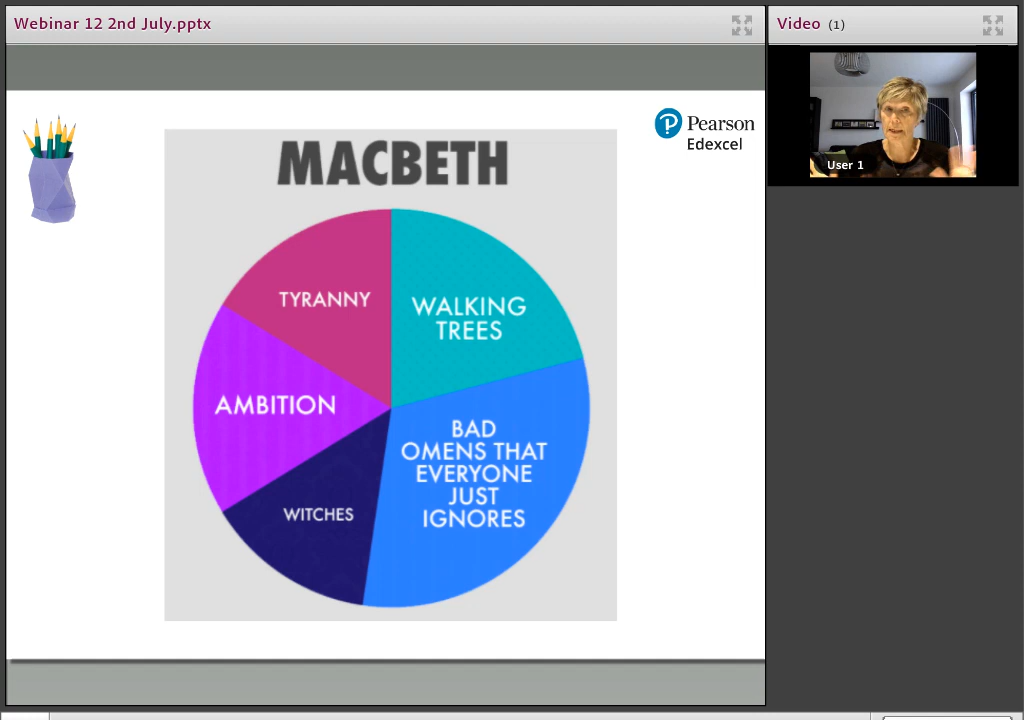 Webinar 12 2nd July.pptx
Video (1)
Pearson
Edexcel
User 1
MACBETH
TYRANNY
WALKING
TREES
AMBITION
BAD
OMENS THAT
EVERYONE
JUST
IGNORES
WITCHES